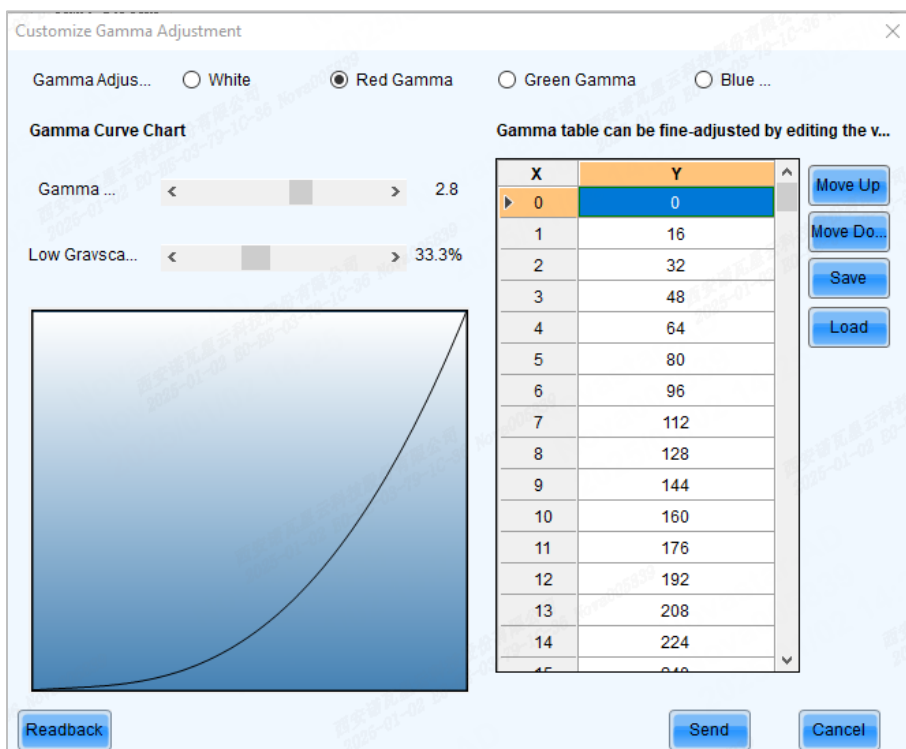 Customize Gamma Adjustment
Gamma Adjus... White Red Gamma Green Gamma Blue ...
Gamma Curve Chart
Gamma table can be fine-adjusted by editing the v...
Gamma ... 2.8
Low Graysca... 33.3%
X Y
0 0
1 16
2 32
3 48
4 64
5 80
6 96
7 112
8 128
9 144
10 160
11 176
12 192
13 208
14 224
Move Up
Move Do...
Save
Load
Readback
Send
Cancel